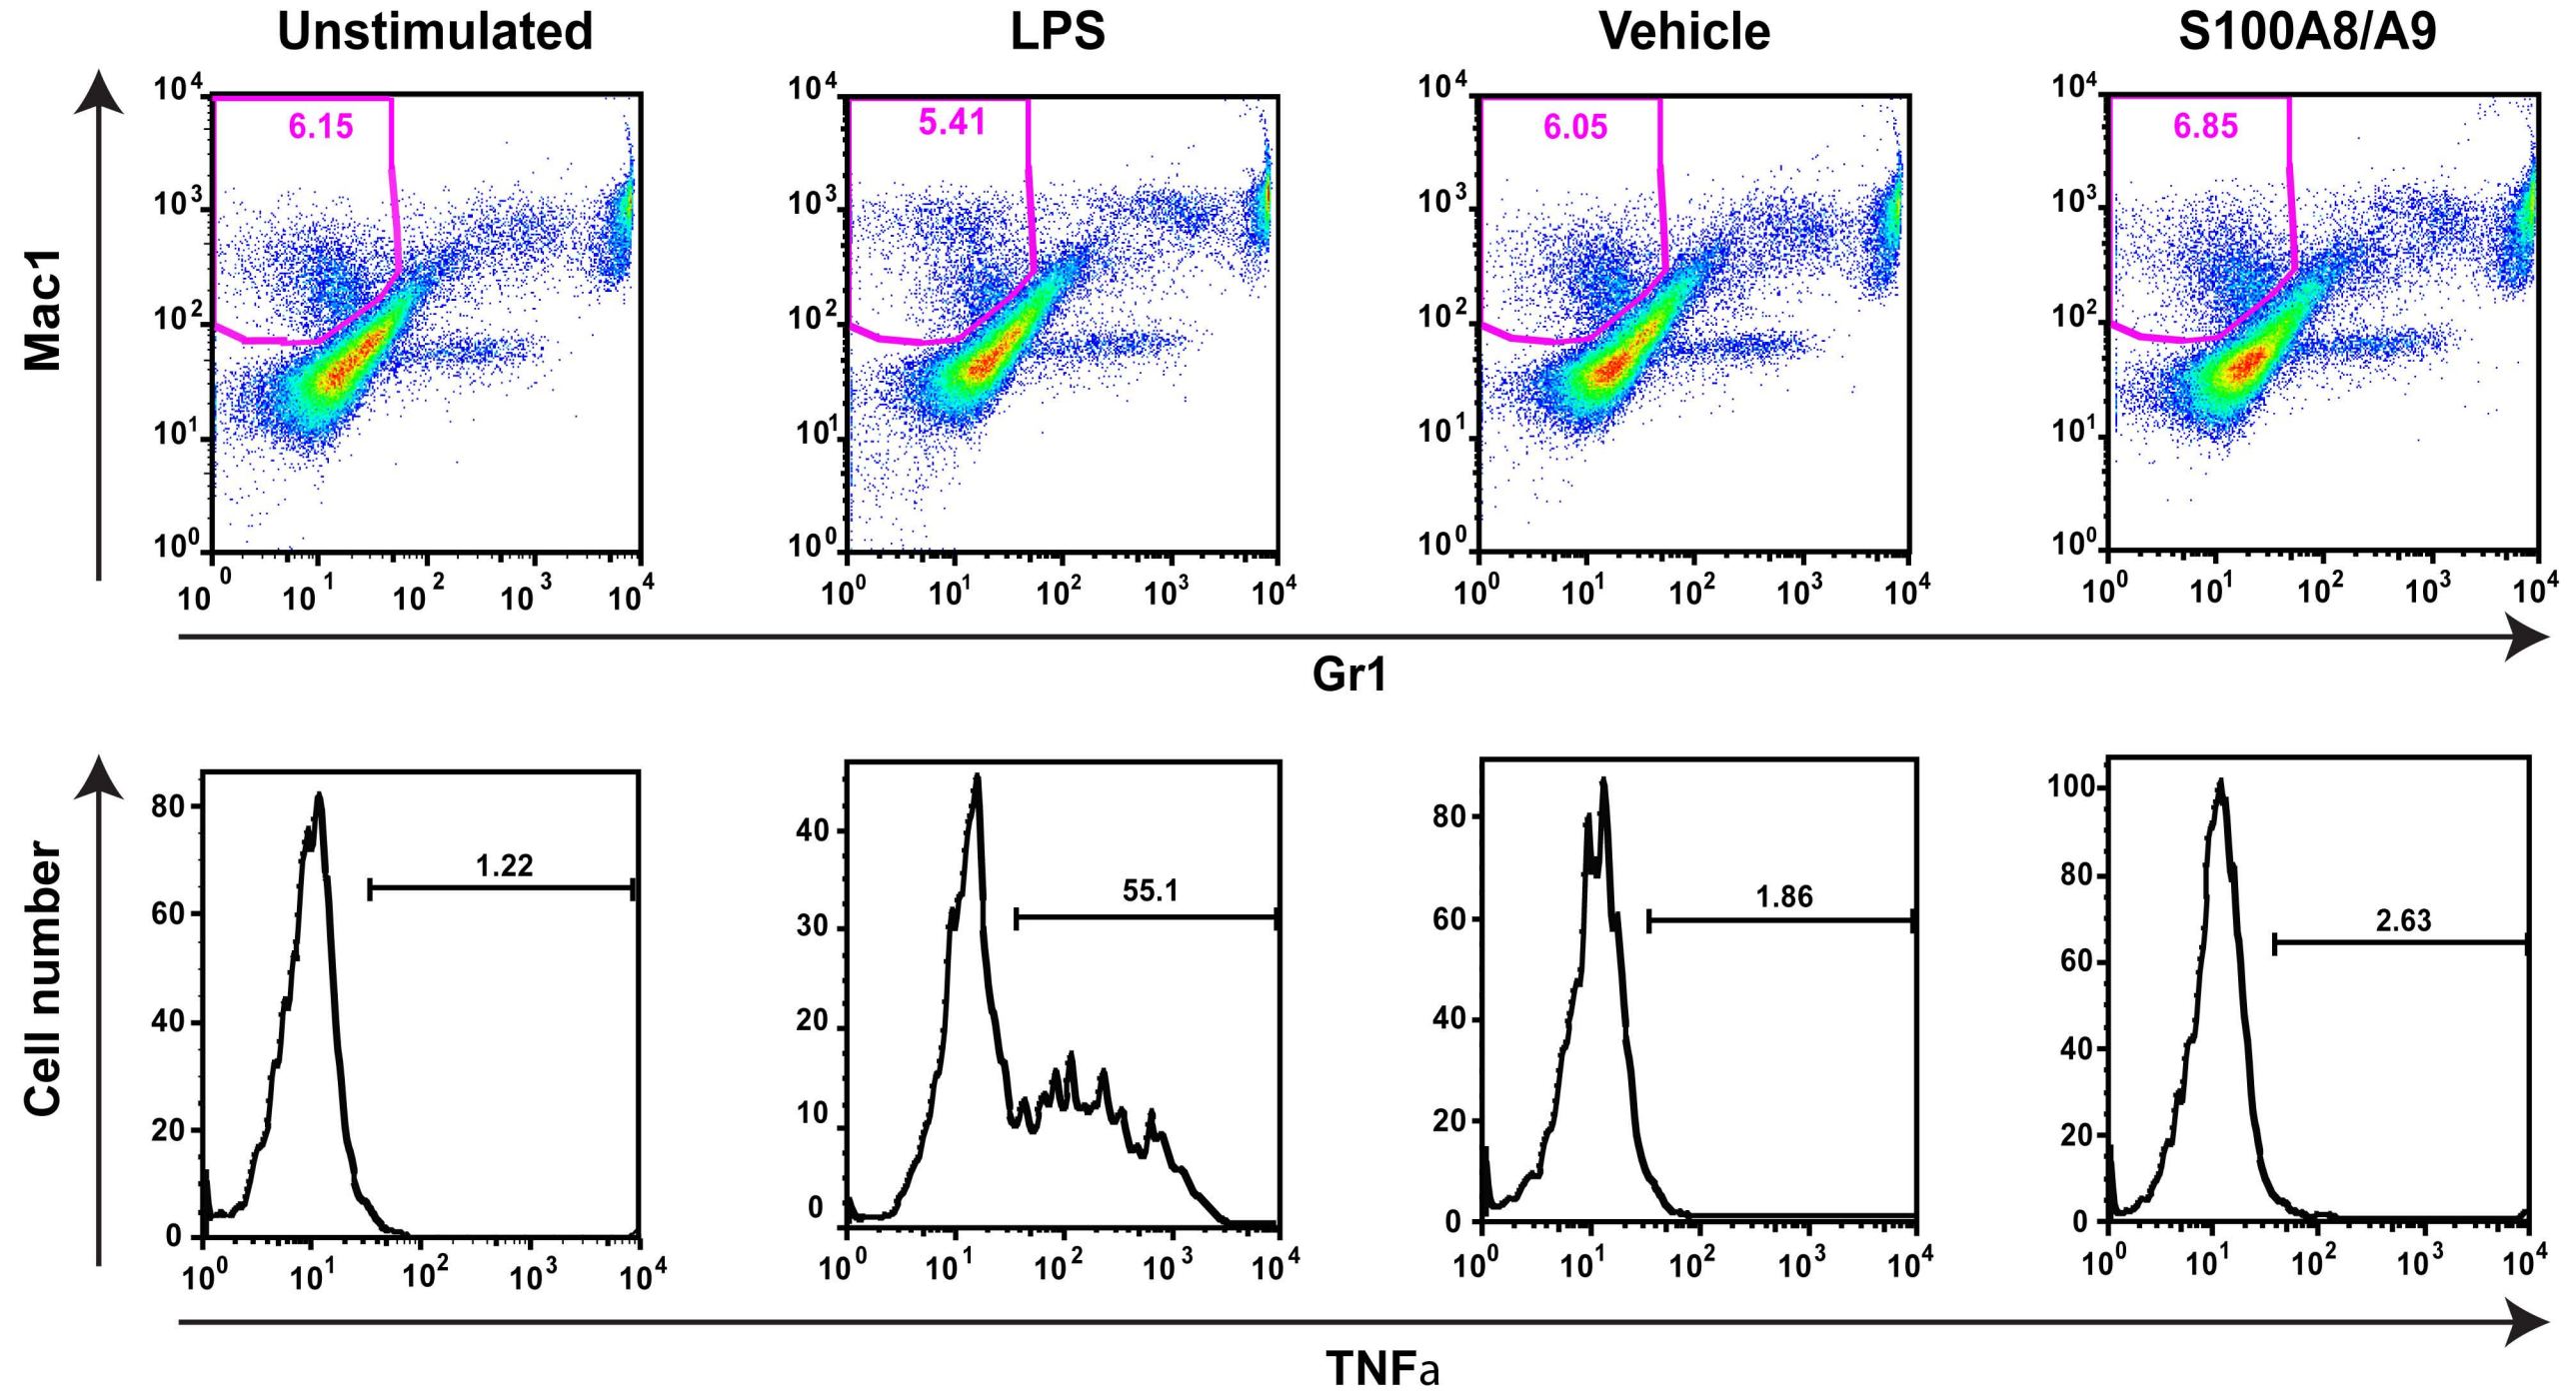 Unstimulated LPS Vehicle S100A8/A9
Mac1
10⁴ 10³ 10² 10¹ 10⁰
6.15
10⁰ 10¹ 10² 10³ 10⁴
10⁴ 10³ 10² 10¹ 10⁰
5.41
10⁰ 10¹ 10² 10³ 10⁴
10⁴ 10³ 10² 10¹ 10⁰
6.05
10⁰ 10¹ 10² 10³ 10⁴
10⁴ 10³ 10² 10¹ 10⁰
6.85
10⁰ 10¹ 10² 10³ 10⁴
Gr1
Cell number
80 60 40 20 0
1.22
10⁰ 10¹ 10² 10³ 10⁴
40 30 20 10 0
55.1
10⁰ 10¹ 10² 10³ 10⁴
80 60 40 20 0
1.86
10⁰ 10¹ 10² 10³ 10⁴
100 80 60 40 20 0
2.63
10⁰ 10¹ 10² 10³ 10⁴
TNFa